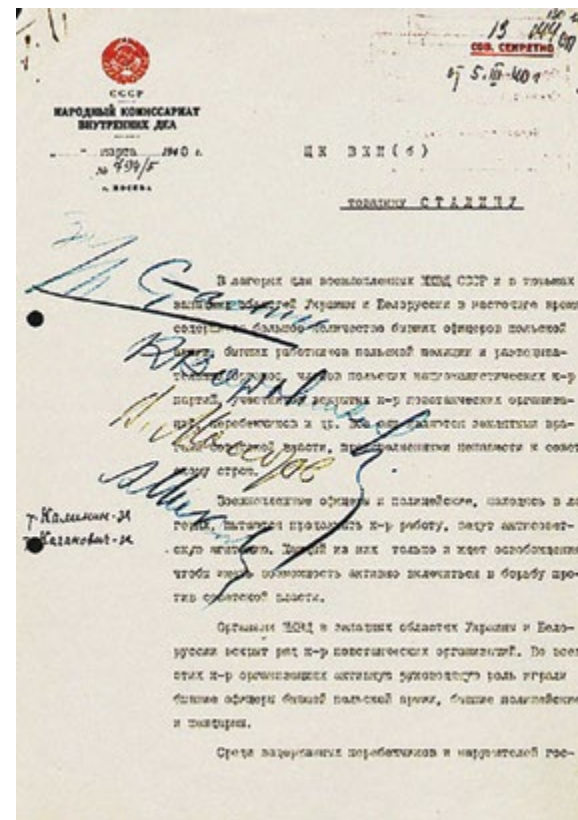 13 144 оп
СОВ. СЕКРЕТНО
от 5.III-40 г
СССР
НАРОДНЫЙ КОМИССАРИАТ
ВНУТРЕННИХ ДЕЛ
марта 1940 г.
№ 794/Б
г. МОСКВА
ЦК ВКП(б)
товарищу СТАЛИНУ
В лагерях для военнопленных НКВД СССР и в тюрьмах
западных областей Украины и Белоруссии в настоящее время
содержится большое количество бывших офицеров польской
армии, бывших работников польской полиции и разведыва-
тельных органов, членов польских националистических к-р
партий, участников вскрытых к-р повстанческих организа-
ций, перебежчиков и др. Все они являются заклятыми вра-
гами советской власти, преисполненными ненависти к совет-
скому строю.
за
И. Сталин
К. Ворошилов
В. Молотов
А. Микоян
Военнопленные офицеры и полицейские, находясь в ла-
герях, пытаются продолжать к-р работу, ведут антисовет-
скую агитацию. Каждый из них только и ждет освобождения,
чтобы иметь возможность активно включиться в борьбу про-
тив советской власти.
т. Калинин - за
т. Каганович - за
Органами НКВД в западных областях Украины и Бело-
руссии вскрыт ряд к-р повстанческих организаций. Во всех
этих к-р организациях активную руководящую роль играли
бывшие офицеры бывшей польской армии, бывшие полицейские
и жандармы.
Среди задержанных перебежчиков и нарушителей гос-